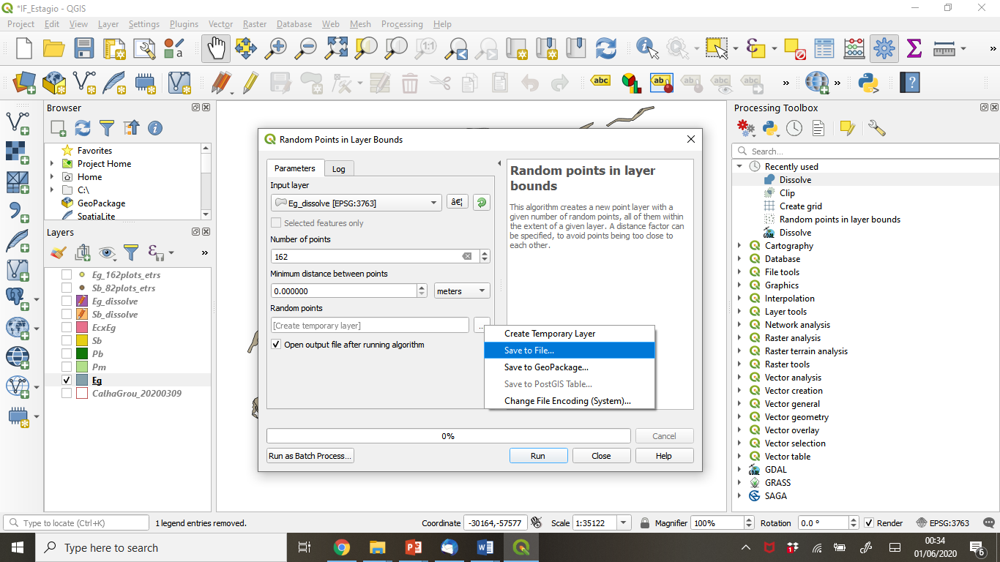 *IF_Estagio - QGIS
Project Edit View Layer Settings Plugins Vector Raster Database Web Mesh Processing Help
Browser
Favorites
Project Home
Home
C:\
GeoPackage
SpatiaLite
Layers
Eg_162plots_etrs
Sb_82plots_etrs
Eg_dissolve
Sb_dissolve
EcxEg
Sb
Pb
Pm
Eg
CalhaGrou_20200309
Random Points in Layer Bounds
Parameters Log
Input layer
Eg_dissolve [EPSG:3763]
â€¦
Selected features only
Number of points
162
Minimum distance between points
0.000000 meters
Random points
[Create temporary layer] ...
Open output file after running algorithm
Random points in layer
bounds
This algorithm creates a new point layer with a
given number of random points, all of them within
the extent of a given layer. A distance factor can
be specified, to avoid points being too close to
each other.
Create Temporary Layer
Save to File...
Save to GeoPackage...
Save to PostGIS Table...
Change File Encoding (System)...
0% Cancel
Run as Batch Process... Run Close Help
Processing Toolbox
Search...
Recently used
Dissolve
Clip
Create grid
Random points in layer bounds
Dissolve
Cartography
Database
File tools
Graphics
Interpolation
Layer tools
Network analysis
Raster analysis
Raster terrain analysis
Raster tools
Vector analysis
Vector creation
Vector general
Vector geometry
Vector overlay
Vector selection
Vector table
GDAL
GRASS
SAGA
Type to locate (Ctrl+K) 1 legend entries removed. Coordinate -30164,-57577 Scale 1:35122 Magnifier 100% Rotation 0.0 ° Render EPSG:3763
Type here to search
00:34
01/06/2020
6